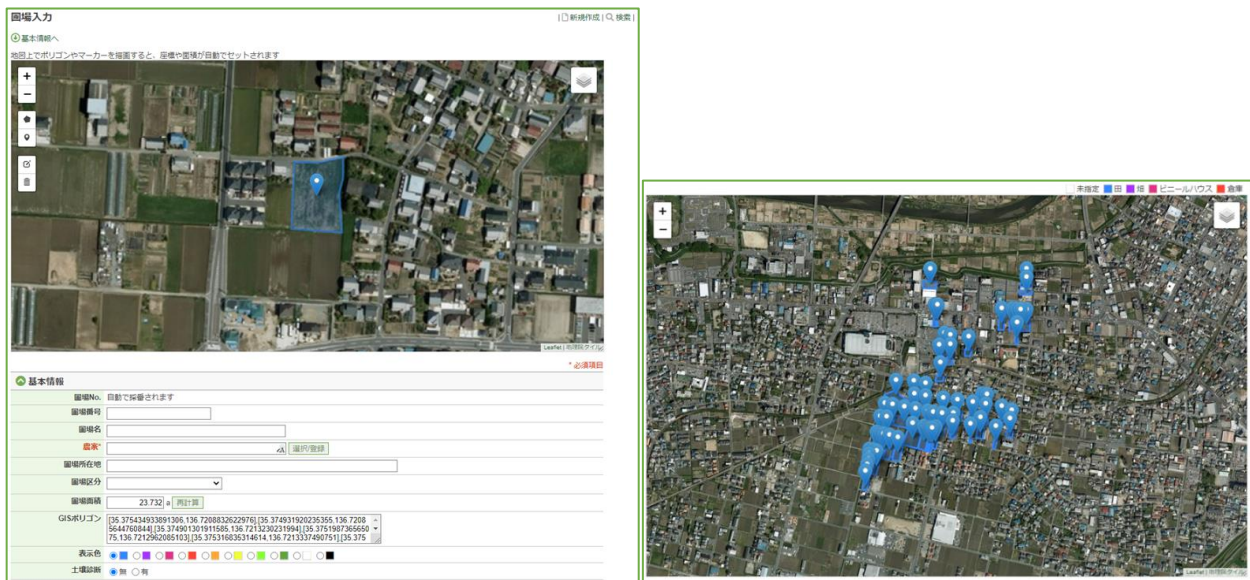 圃場入力
| 新規作成 | 検索 |
基本情報へ
地図上でポリゴンやマーカーを描画すると、座標や面積が自動でセットされます
+
−
Leaflet | 地理院タイル
* 必須項目
基本情報
圃場No. 自動で採番されます
圃場番号
圃場名
農家* 選択/登録
圃場所在地
圃場区分
圃場面積 23.732 a 再計算
GISポリゴン [35.375434933891306,136.7208832622976],[35.374931920235355,136.7208
5644760844],[35.374901301911585,136.7213230231994],[35.3751987365650
75,136.7212962085103],[35.375316835314614,136.7213337490751],[35.375
表示色
土壌診断 無 有
未指定 田 畑 ビニールハウス 倉庫
+
−
Leaflet | 地理院タイル